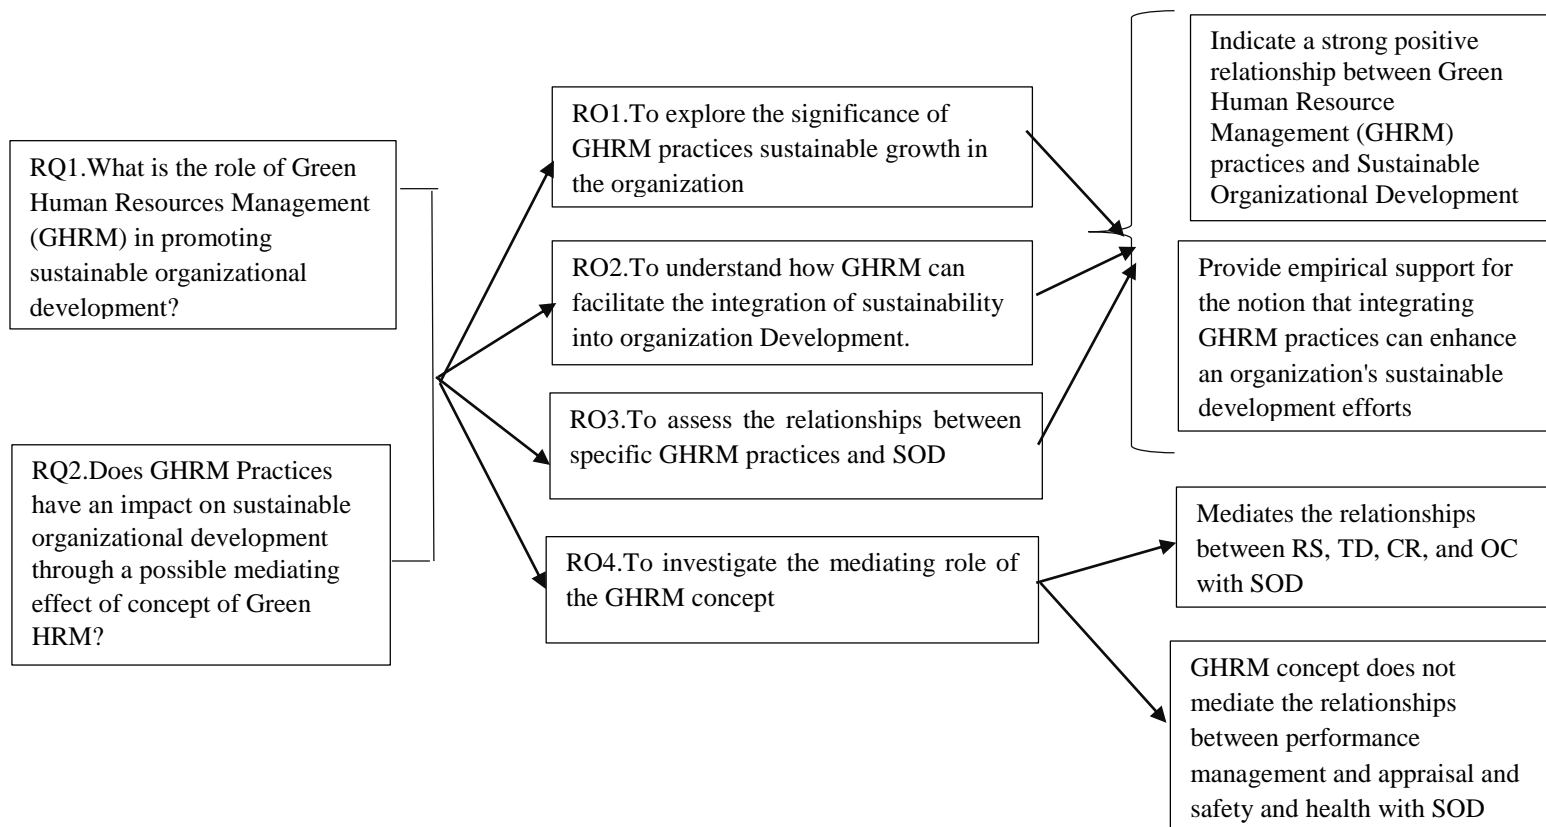 RQ1.What is the role of Green
Human Resources Management
(GHRM) in promoting
sustainable organizational
development?
RQ2.Does GHRM Practices
have an impact on sustainable
organizational development
through a possible mediating
effect of concept of Green
HRM?
RO1.To explore the significance of
GHRM practices sustainable growth in
the organization
RO2.To understand how GHRM can
facilitate the integration of sustainability
into organization Development.
RO3.To assess the relationships between
specific GHRM practices and SOD
RO4.To investigate the mediating role of
the GHRM concept
Indicate a strong positive
relationship between Green
Human Resource
Management (GHRM)
practices and Sustainable
Organizational Development
Provide empirical support for
the notion that integrating
GHRM practices can enhance
an organization's sustainable
development efforts
Mediates the relationships
between RS, TD, CR, and OC
with SOD
GHRM concept does not
mediate the relationships
between performance
management and appraisal and
safety and health with SOD